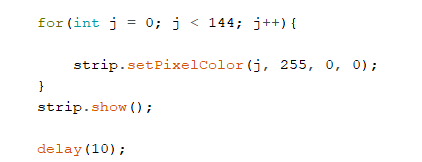 for(int j = 0; j < 144; j++){
strip.setPixelColor(j, 255, 0, 0);
}
strip.show();
delay(10);